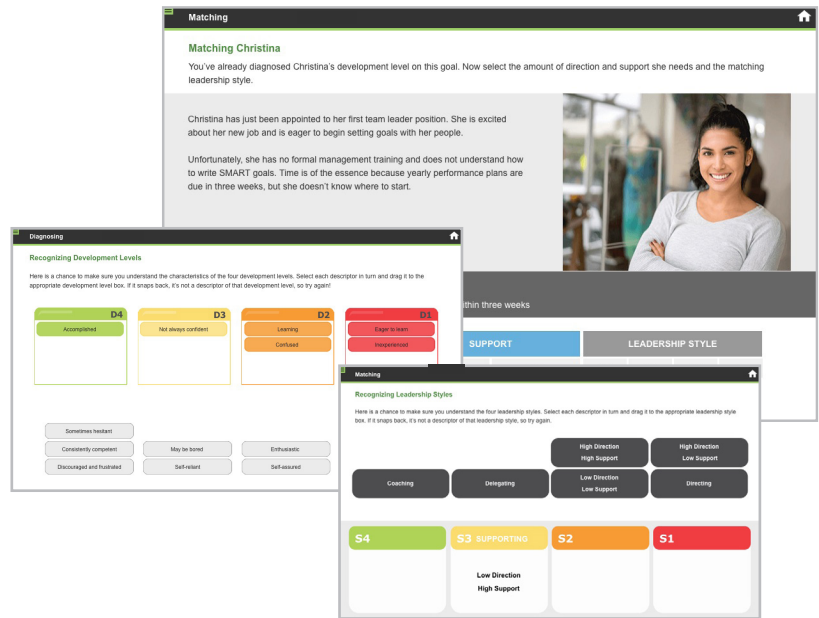 Matching
Matching Christina
You've already diagnosed Christina's development level on this goal. Now select the amount of direction and support she needs and the matching
leadership style.
Christina has just been appointed to her first team leader position. She is excited
about her new job and is eager to begin setting goals with her people.
Unfortunately, she has no formal management training and does not understand how
to write SMART goals. Time is of the essence because yearly performance plans are
due in three weeks, but she doesn't know where to start.
within three weeks
SUPPORT
LEADERSHIP STYLE
Diagnosing
Recognizing Development Levels
Here is a chance to make sure you understand the characteristics of the four development levels. Select each descriptor in turn and drag it to the
appropriate development level box. If it snaps back, it's not a descriptor of that development level, so try again!
D4
D3
D2
D1
Accomplished
Not always confident
Learning
Eager to learn
Confused
Inexperienced
Sometimes hesitant
Consistently competent
May be bored
Enthusiastic
Discouraged and frustrated
Self-reliant
Self-assured
Matching
Recognizing Leadership Styles
Here is a chance to make sure you understand the four leadership styles. Select each descriptor in turn and drag it to the appropriate leadership style
box. If it snaps back, it's not a descriptor of that leadership style, so try again.
High Direction
High Support
High Direction
Low Support
Coaching
Delegating
Low Direction
Low Support
Directing
S4
S3 SUPPORTING
S2
S1
Low Direction
High Support